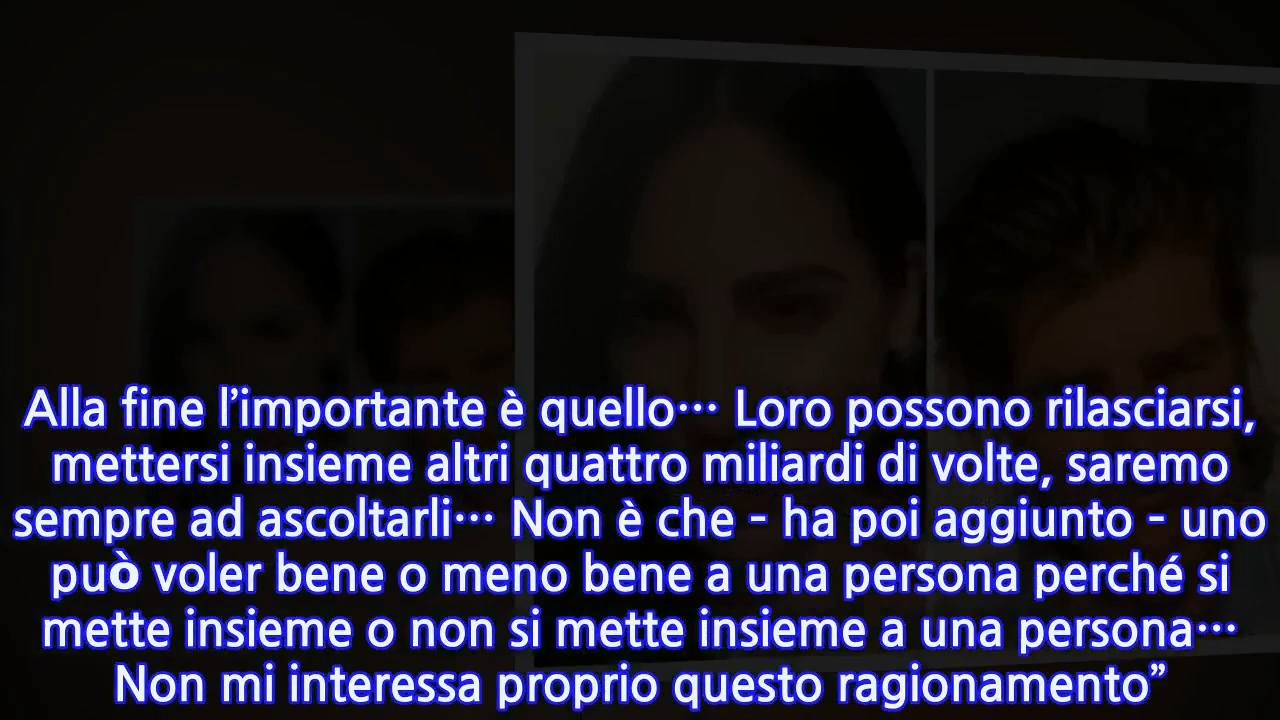 Alla fine l’importante è quello… Loro possono rilasciarsi,
mettersi insieme altri quattro miliardi di volte, saremo
sempre ad ascoltarli… Non è che - ha poi aggiunto - uno
può voler bene o meno bene a una persona perché si
mette insieme o non si mette insieme a una persona…
Non mi interessa proprio questo ragionamento”